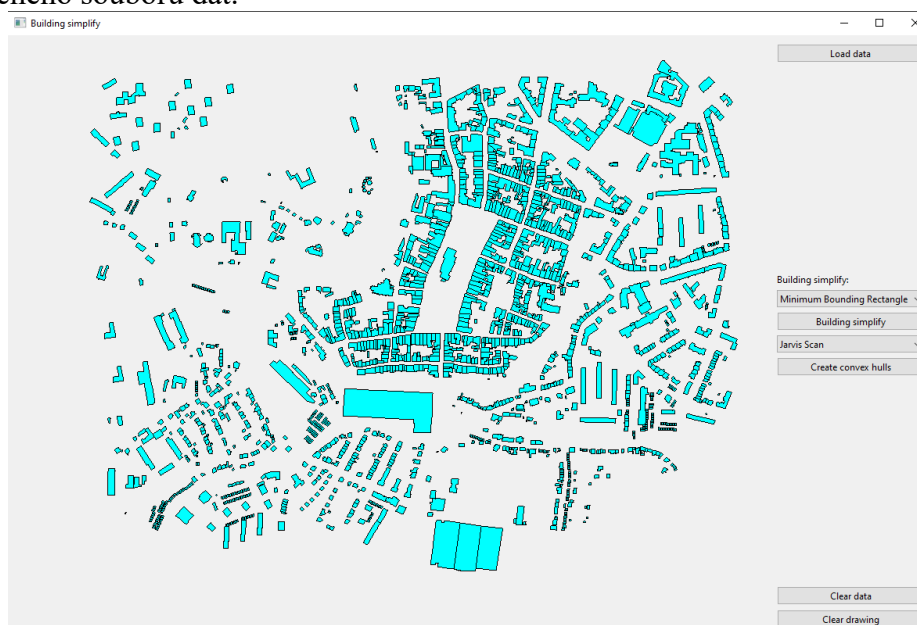 souboru dat.
Building simplify
Load data
Building simplify:
Minimum Bounding Rectangle
Building simplify
Jarvis Scan
Create convex hulls
Clear data
Clear drawing